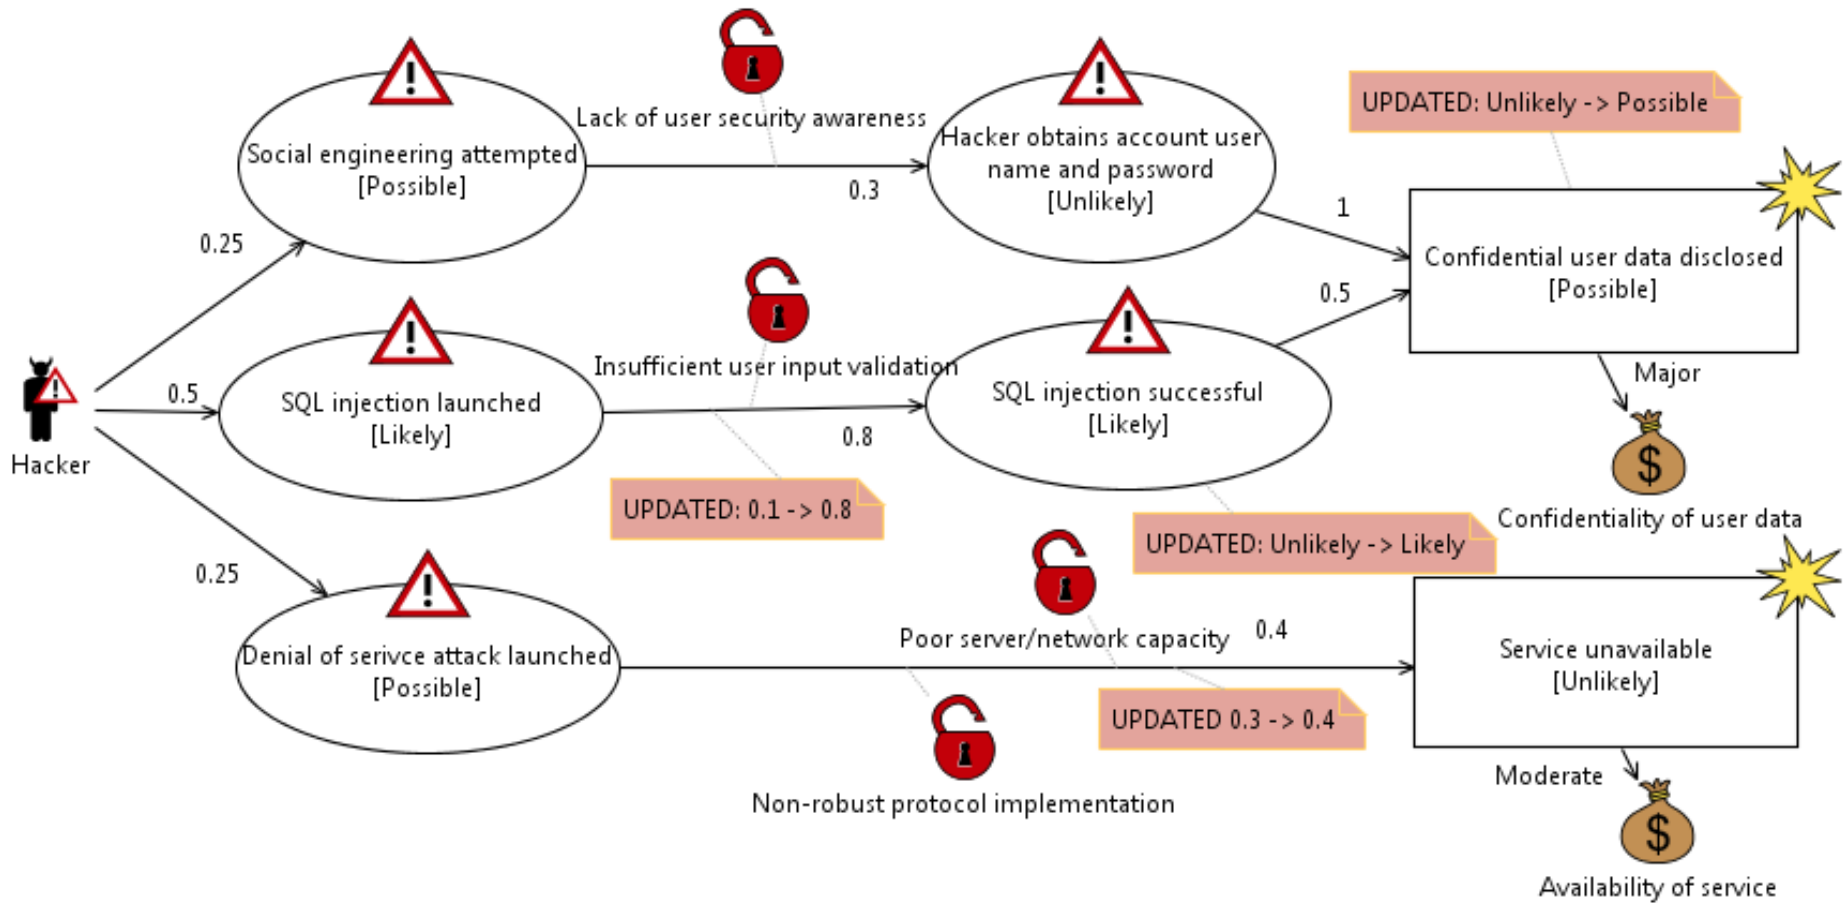 Lack of user security awareness
UPDATED: Unlikely -> Possible
Social engineering attempted
[Possible]
0.3
Hacker obtains account user
name and password
[Unlikely]
1
0.25
Confidential user data disclosed
[Possible]
0.5
Insufficient user input validation
Major
0.5
SQL injection launched
[Likely]
0.8
SQL injection successful
[Likely]
Hacker
UPDATED: 0.1 -> 0.8
UPDATED: Unlikely -> Likely
$
Confidentiality of user data
0.25
Poor server/network capacity
0.4
Denial of serivce attack launched
[Possible]
Service unavailable
[Unlikely]
UPDATED 0.3 -> 0.4
Non-robust protocol implementation
Moderate
$
Availability of service